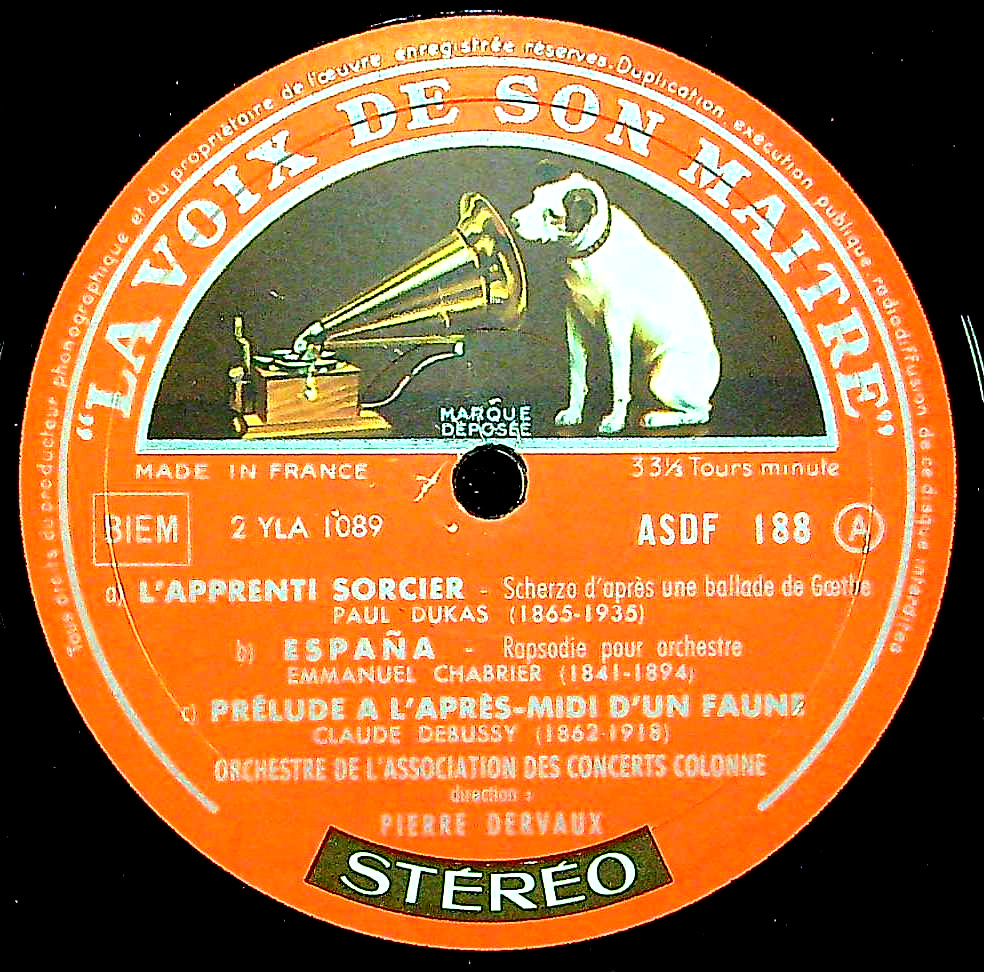 Tous droits du producteur phonographique et du propriétaire de l'œuvre enregistrée réservés. Duplication, exécution publique, radiodiffusion de ce disque interdites
"LA VOIX DE SON MAITRE"
MARQUE
DÉPOSÉE
MADE IN FRANCE
33⅓ Tours minute
BIEM
2 YLA 1089
ASDF 188 A
a) L'APPRENTI SORCIER - Scherzo d'après une ballade de Gœthe
PAUL DUKAS (1865-1935)
b) ESPAÑA - Rapsodie pour orchestre
EMMANUEL CHABRIER (1841-1894)
c) PRÉLUDE A L'APRÈS-MIDI D'UN FAUNE
CLAUDE DEBUSSY (1862-1918)
ORCHESTRE DE L'ASSOCIATION DES CONCERTS COLONNE
direction :
PIERRE DERVAUX
STÉRÉO